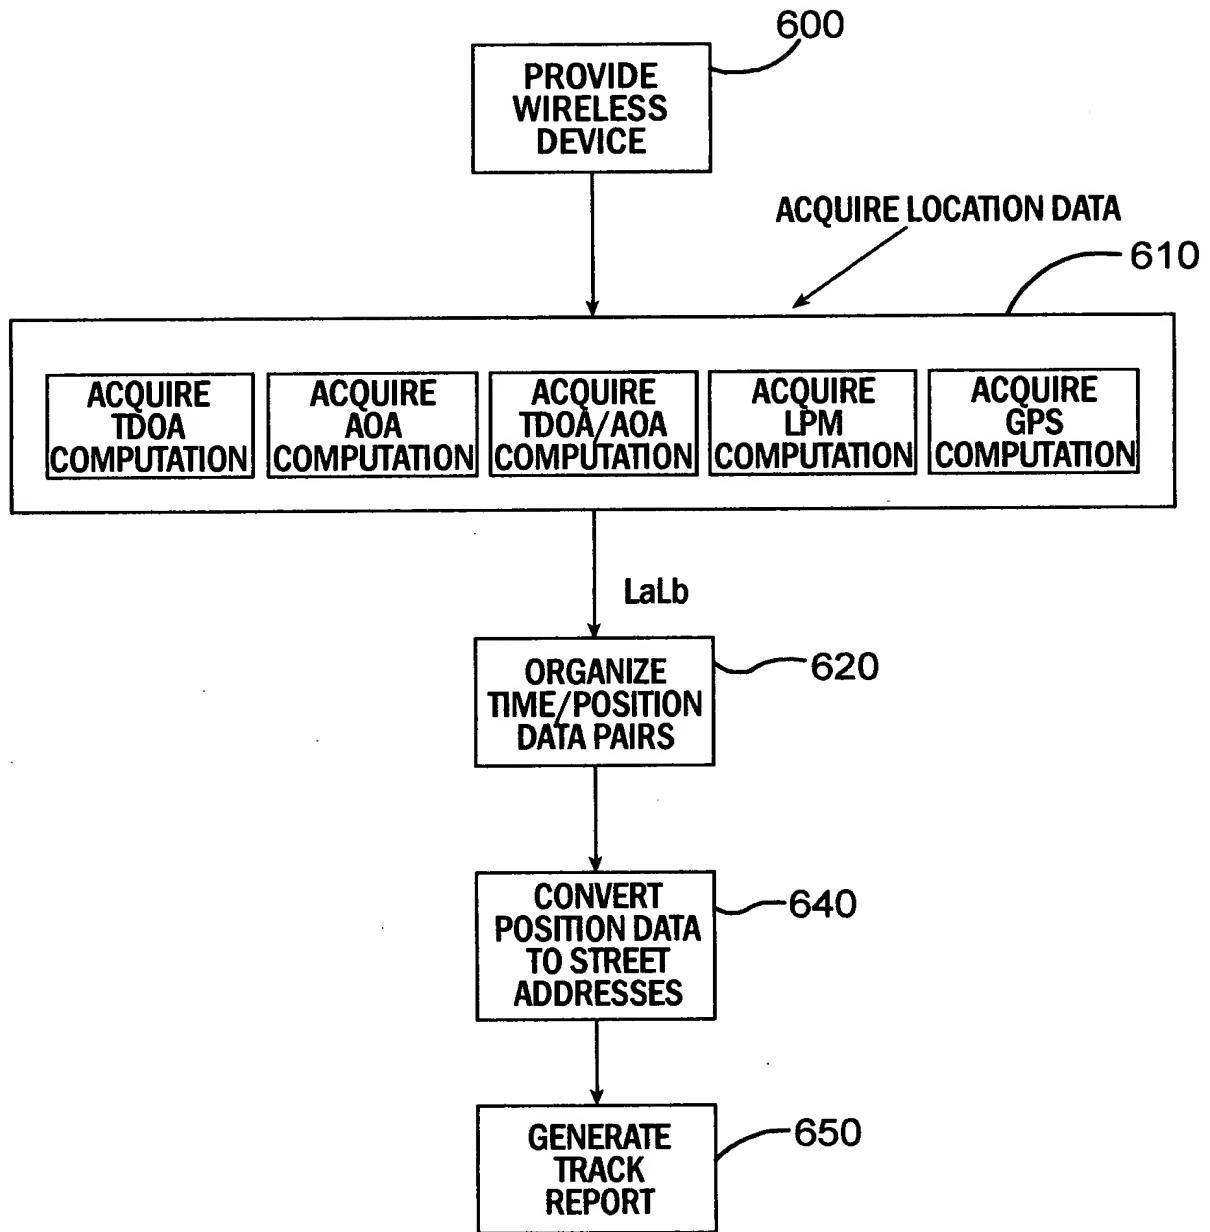 600
PROVIDE
WIRELESS
DEVICE
ACQUIRE LOCATION DATA
610
ACQUIRE
TDOA
COMPUTATION
ACQUIRE
AOA
COMPUTATION
ACQUIRE
TDOA/AOA
COMPUTATION
ACQUIRE
LPM
COMPUTATION
ACQUIRE
GPS
COMPUTATION
LaLb
ORGANIZE
TIME/POSITION
DATA PAIRS
620
CONVERT
POSITION DATA
TO STREET
ADDRESSES
640
GENERATE
TRACK
REPORT
650